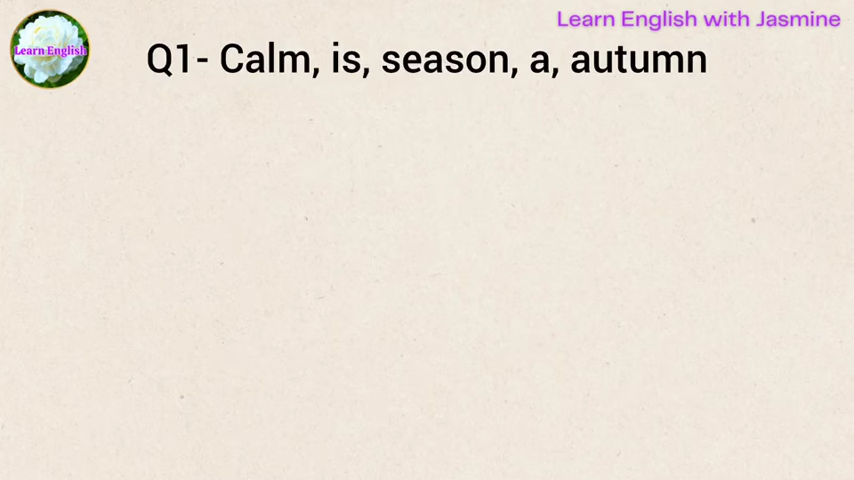 Learn English with Jasmine
Learn English
Q1- Calm, is, season, a, autumn